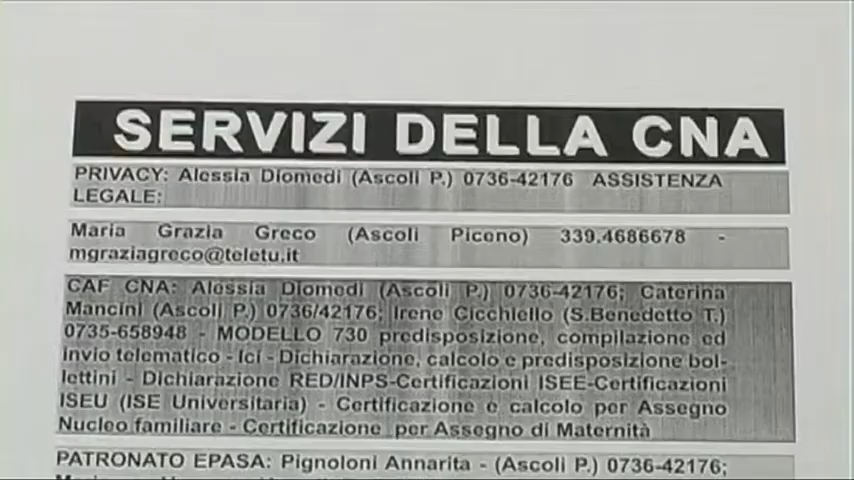 SERVIZI DELLA CNA
PRIVACY: Alessia Diomedi (Ascoli P.) 0736-42176 ASSISTENZA
LEGALE:
Maria Grazia Greco (Ascoli Piceno) 339.4686678 -
mgraziagreco@teletu.it
CAF CNA: Alessia Diomedi (Ascoli P.) 0736-42176; Caterina
Mancini (Ascoli P.) 0736/42176; Irene Cicchiello (S.Benedetto T.)
0735-658948 - MODELLO 730 predisposizione, compilazione ed
invio telematico - Ici - Dichiarazione, calcolo e predisposizione bol-
lettini - Dichiarazione RED/INPS-Certificazioni ISEE-Certificazioni
ISEU (ISE Universitaria) - Certificazione e calcolo per Assegno
Nucleo familiare - Certificazione per Assegno di Maternità
PATRONATO EPASA: Pignoloni Annarita - (Ascoli P.) 0736-42176;